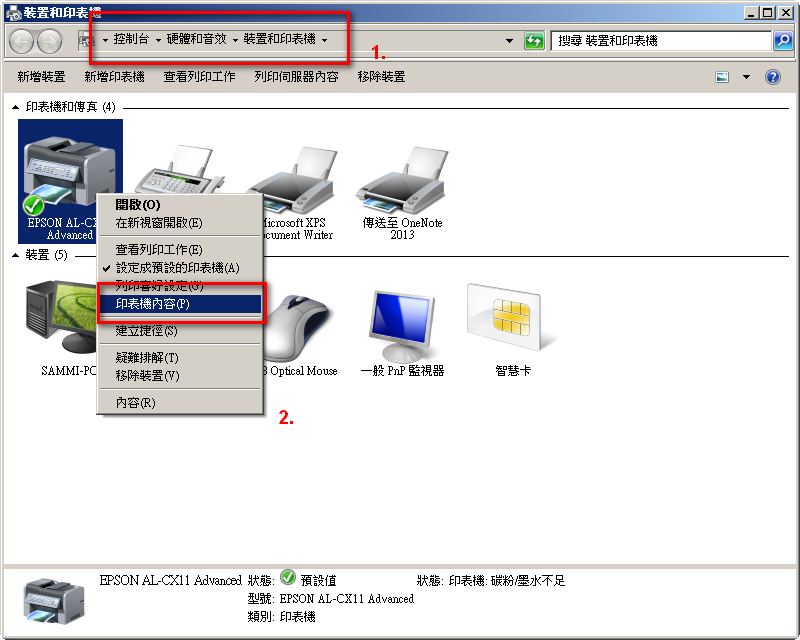 裝置和印表機
控制台 硬體和音效 裝置和印表機
搜尋 裝置和印表機
1.
新增裝置 新增印表機 查看列印工作 列印伺服器內容 移除裝置
印表機和傳真 (4)
EPSON AL-CX
Advanced
Microsoft XPS
Document Writer
傳送至 OneNote
2013
開啟(O)
在新視窗開啟(E)
查看列印工作(E)
設定成預設的印表機(A)
列印喜好設定(G)
印表機內容(P)
建立捷徑(S)
疑難排解(T)
移除裝置(V)
內容(R)
裝置 (5)
SAMMI-PC
Optical Mouse
一般 PnP 監視器
智慧卡
2.
EPSON AL-CX11 Advanced 狀態: 預設值 狀態: 印表機: 碳粉/墨水不足
型號: EPSON AL-CX11 Advanced
類別: 印表機